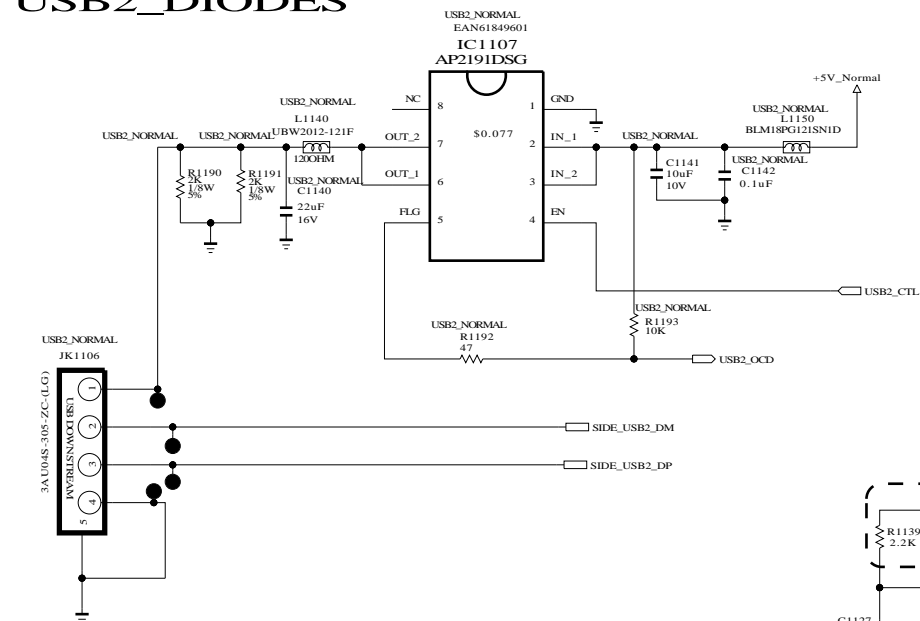 USB2_DIODES
USB2_NORMAL
EAN61849601
IC1107
AP2191DSG
+5V_Normal
NC
8
1
GND
USB2_NORMAL
L1140
UBW2012-121F
120OHM
USB2_NORMAL
USB2_NORMAL
OUT_2
7
$0.077
2
IN_1
USB2_NORMAL
USB2_NORMAL
L1150
BLM18PG121SN1D
R1190
2K
1/8W
5%
R1191
2K
1/8W
5%
USB2_NORMAL
C1140
22uF
16V
OUT_1
6
3
IN_2
C1141
10uF
10V
USB2_NORMAL
C1142
0.1uF
FLG
5
4
EN
USB2_CTL
USB2_NORMAL
R1193
10K
USB2_NORMAL
R1192
47
USB2_OCD
USB2_NORMAL
JK1106
3AU04S-305-ZC-(LG)
USB DOWN STREAM
1
2
3
4
5
SIDE_USB2_DM
SIDE_USB2_DP
R1139
2.2K